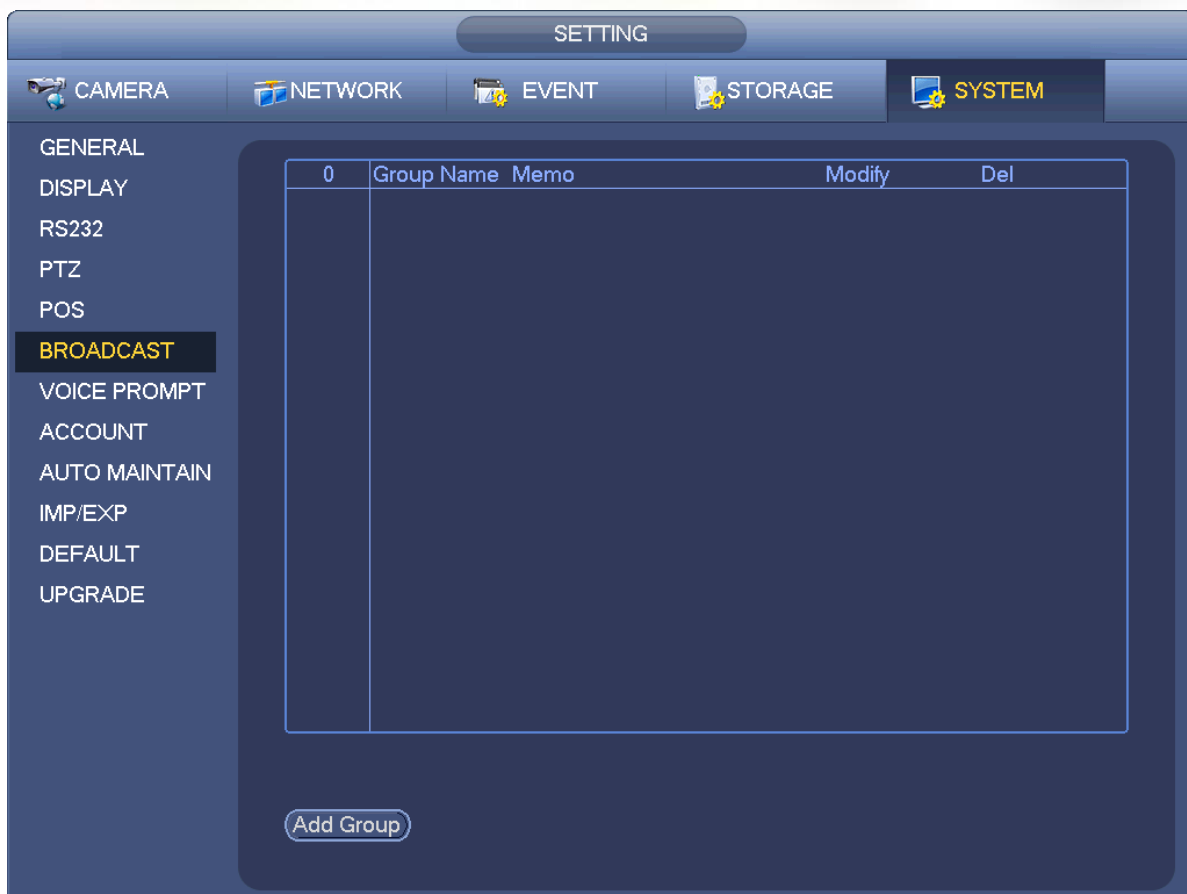 SETTING
CAMERA NETWORK EVENT STORAGE SYSTEM
GENERAL
DISPLAY
RS232
PTZ
POS
BROADCAST
VOICE PROMPT
ACCOUNT
AUTO MAINTAIN
IMP/EXP
DEFAULT
UPGRADE
0 Group Name Memo Modify Del
Add Group